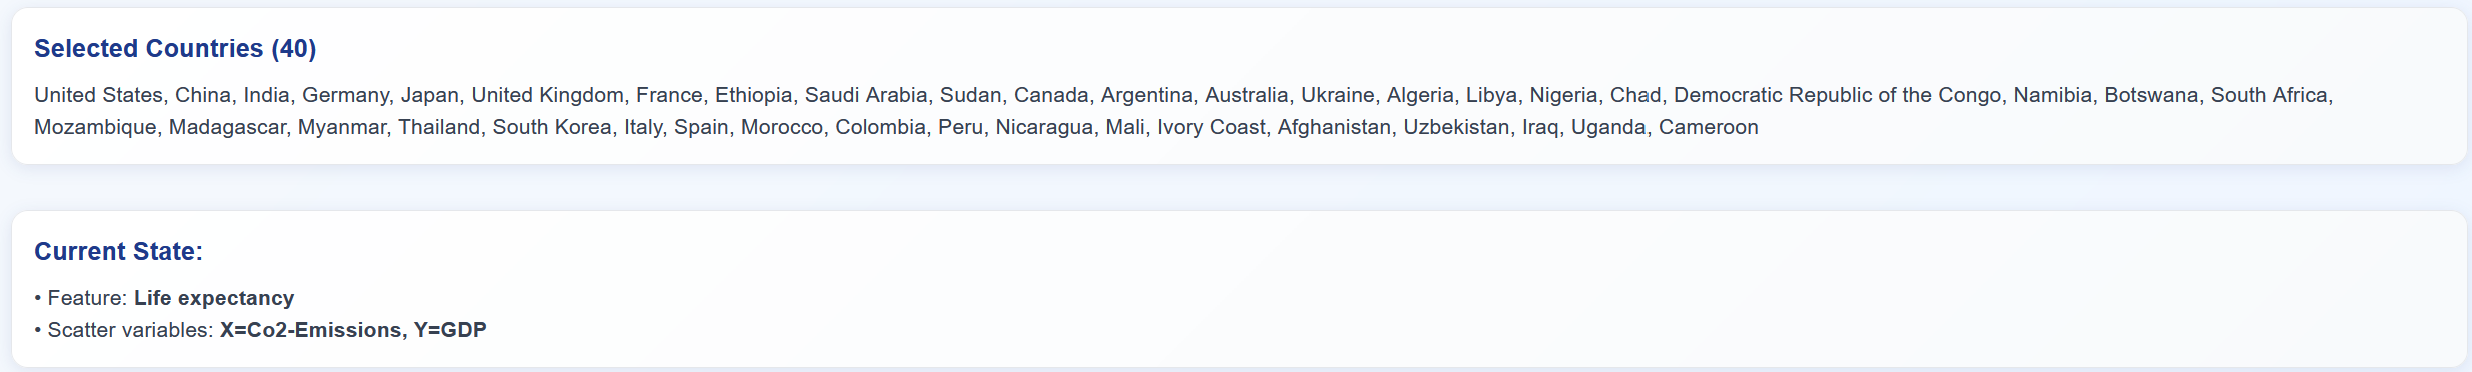 Selected Countries (40)
United States, China, India, Germany, Japan, United Kingdom, France, Ethiopia, Saudi Arabia, Sudan, Canada, Argentina, Australia, Ukraine, Algeria, Libya, Nigeria, Chad, Democratic Republic of the Congo, Namibia, Botswana, South Africa,
Mozambique, Madagascar, Myanmar, Thailand, South Korea, Italy, Spain, Morocco, Colombia, Peru, Nicaragua, Mali, Ivory Coast, Afghanistan, Uzbekistan, Iraq, Uganda, Cameroon
Current State:
• Feature: Life expectancy
• Scatter variables: X=Co2-Emissions, Y=GDP